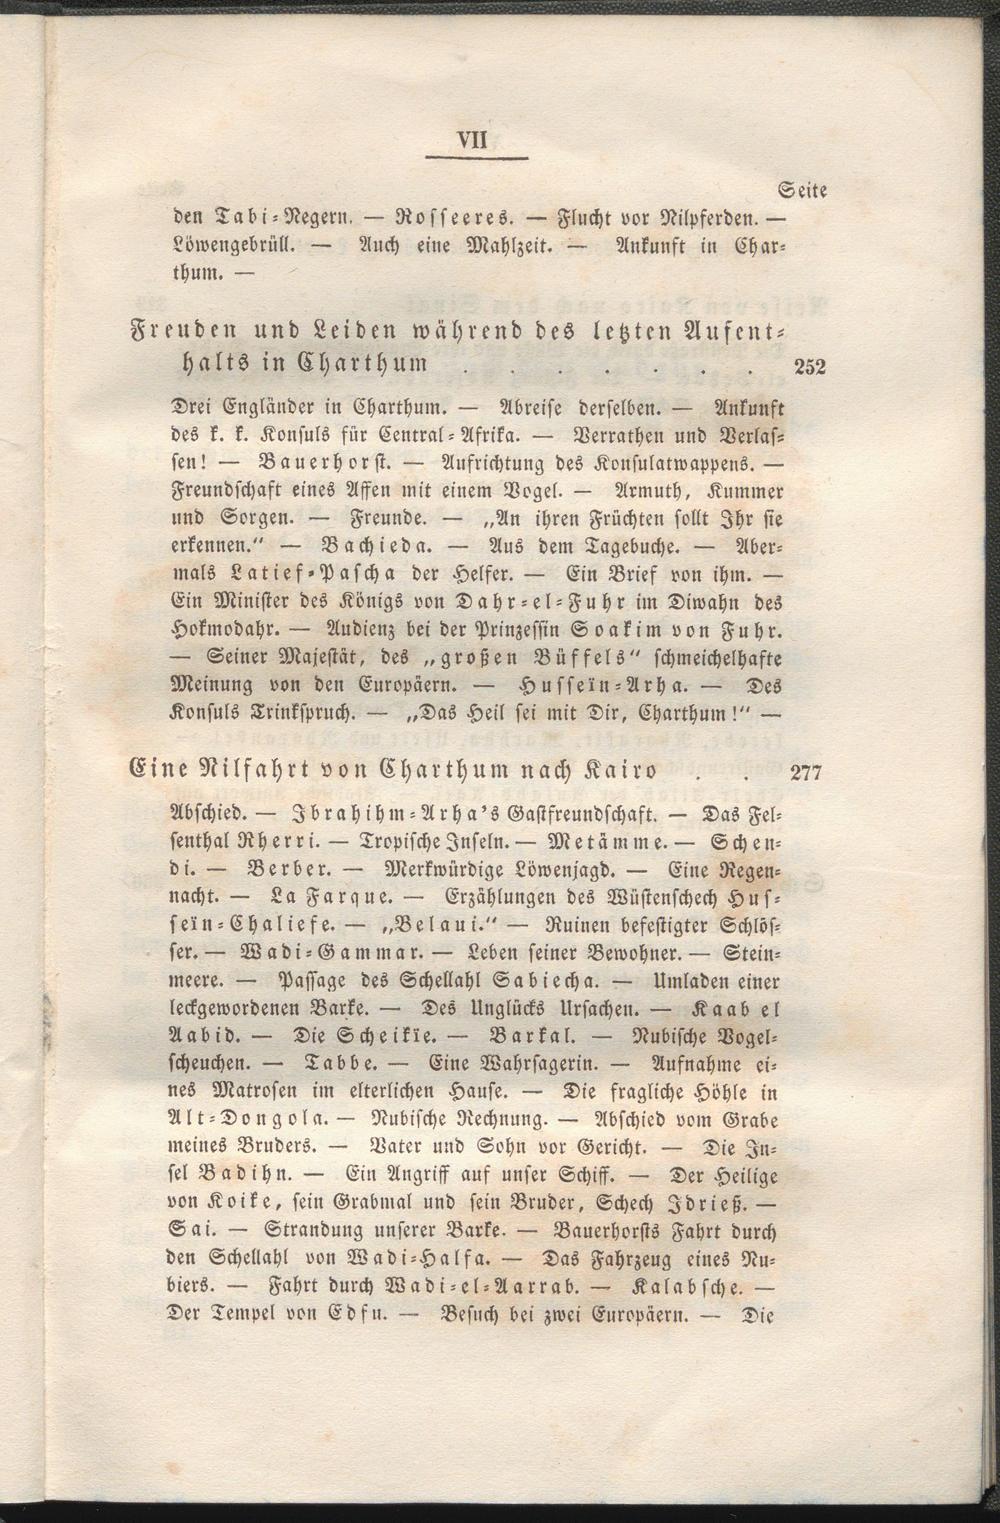 VII
Seite
den Tabi-Negern. — Rosseeres. — Flucht vor Nilpferden. —
Löwengebrüll. — Auch eine Mahlzeit. — Ankunft in Char-
thum. —
Freuden und Leiden während des letzten Aufent-
halts in Charthum . . . . . . . 252
Drei Engländer in Charthum. — Abreise derselben. — Ankunft
des k. k. Konsuls für Central-Afrika. — Verrathen und Verlas-
sen! — Bauerhorst. — Aufrichtung des Konsulatwappens. —
Freundschaft eines Affen mit einem Vogel. — Armuth, Kummer
und Sorgen. — Freunde. — „An ihren Früchten sollt Ihr sie
erkennen.“ — Bachieda. — Aus dem Tagebuche. — Aber-
mals Latief-Pascha der Helfer. — Ein Brief von ihm. —
Ein Minister des Königs von Dahr-el-Fuhr im Diwahn des
Hokmodahr. — Audienz bei der Prinzessin Soakim von Fuhr.
— Seiner Majestät, des „großen Büffels“ schmeichelhafte
Meinung von den Europäern. — Husseïn-Arha. — Des
Konsuls Trinkspruch. — „Das Heil sei mit Dir, Charthum!“ —
Eine Nilfahrt von Charthum nach Kairo . . 277
Abschied. — Ibrahihm-Arha's Gastfreundschaft. — Das Fel-
senthal Rherri. — Tropische Inseln. — Metämme. — Schen-
di. — Berber. — Merkwürdige Löwenjagd. — Eine Regen-
nacht. — La Farque. — Erzählungen des Wüstenschech Hus-
seïn-Chaliefe. — „Belaui.“ — Ruinen befestigter Schlös-
ser. — Wadi-Gammar. — Leben seiner Bewohner. — Stein-
meere. — Passage des Schellahl Sabiecha. — Umladen einer
leckgewordenen Barke. — Des Unglücks Ursachen. — Kaab el
Aabid. — Die Scheikïe. — Barkal. — Nubische Vogel-
scheuchen. — Tabbe. — Eine Wahrsagerin. — Aufnahme ei-
nes Matrosen im elterlichen Hause. — Die fragliche Höhle in
Alt-Dongola. — Nubische Rechnung. — Abschied vom Grabe
meines Bruders. — Vater und Sohn vor Gericht. — Die In-
sel Badihn. — Ein Angriff auf unser Schiff. — Der Heilige
von Koike, sein Grabmal und sein Bruder, Schech Idrieß. —
Sai. — Strandung unserer Barke. — Bauerhorsts Fahrt durch
den Schellahl von Wadi-Halfa. — Das Fahrzeug eines Nu-
biers. — Fahrt durch Wadi-el-Aarrab. — Kalabsche. —
Der Tempel von Edfu. — Besuch bei zwei Europäern. — Die